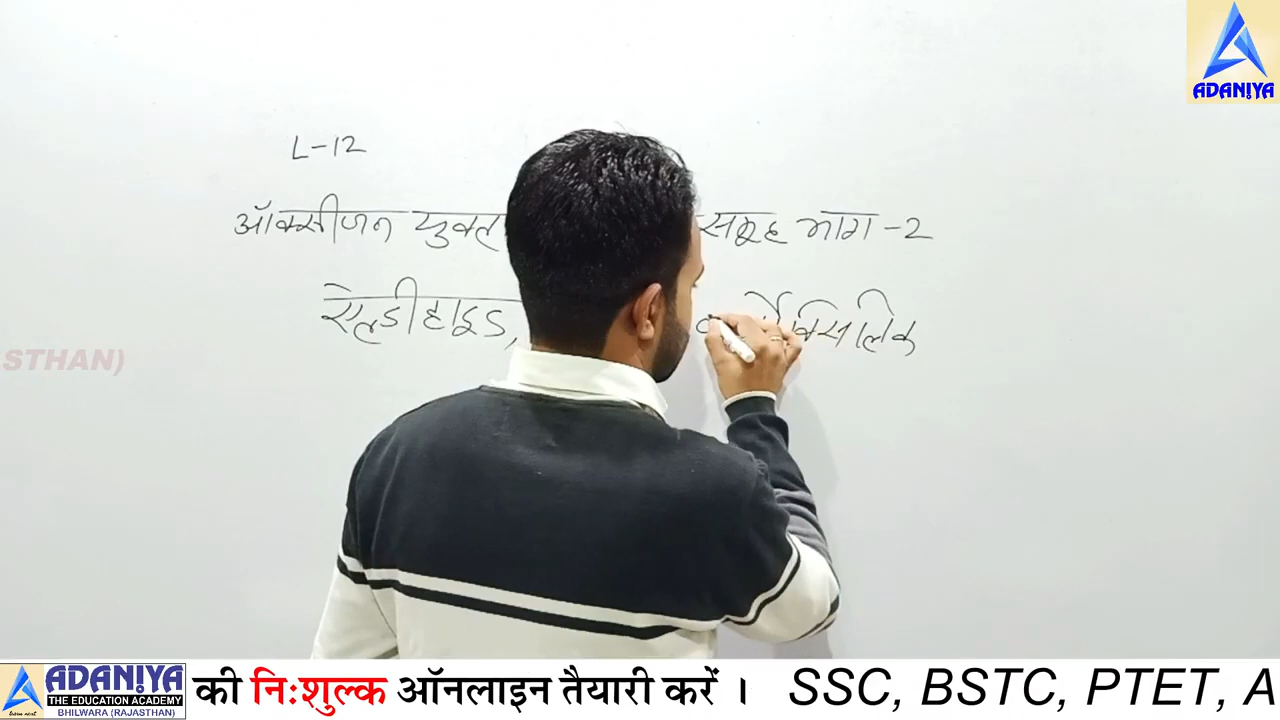 ADANIYA
L-12
ऑक्सीजन युक्त समूह भाग-2
एेल्डीहाइड, कार्बोक्सिलिक
STHAN)
ADANIYA
THE EDUCATION ACADEMY
BHILWARA (RAJASTHAN)
की निःशुल्क ऑनलाइन तैयारी करें । SSC, BSTC, PTET, A